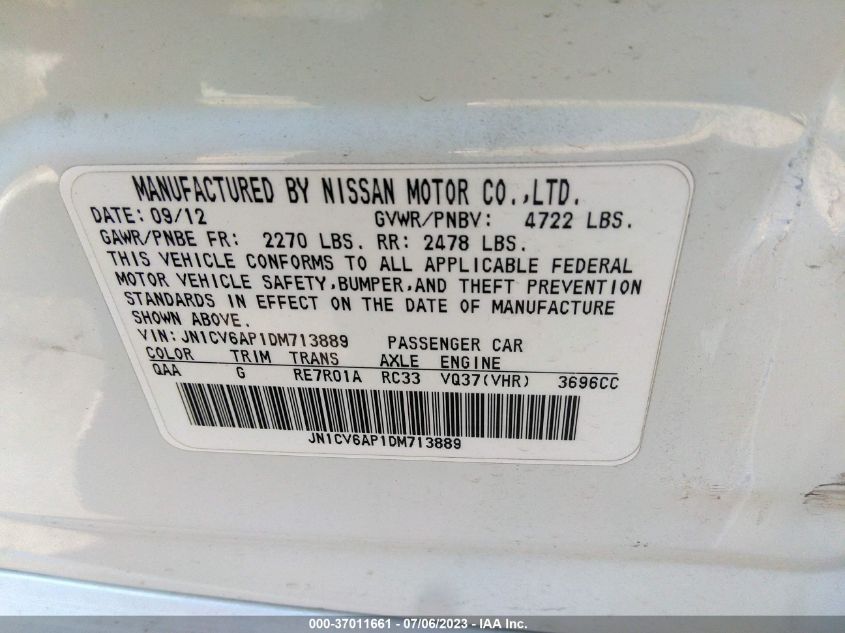 MANUFACTURED BY NISSAN MOTOR CO.,LTD.
DATE: 09/12 GVWR/PNBV: 4722 LBS.
GAWR/PNBE FR: 2270 LBS. RR: 2478 LBS.
THIS VEHICLE CONFORMS TO ALL APPLICABLE FEDERAL
MOTOR VEHICLE SAFETY,BUMPER,AND THEFT PREVENTION
STANDARDS IN EFFECT ON THE DATE OF MANUFACTURE
SHOWN ABOVE.
VIN: JN1CV6AP1DM713889 PASSENGER CAR
COLOR TRIM TRANS AXLE ENGINE
QAA G RE7R01A RC33 VQ37(VHR) 3696CC
JN1CV6AP1DM713889
000-37011661 - 07/06/2023 - © IAA Inc.